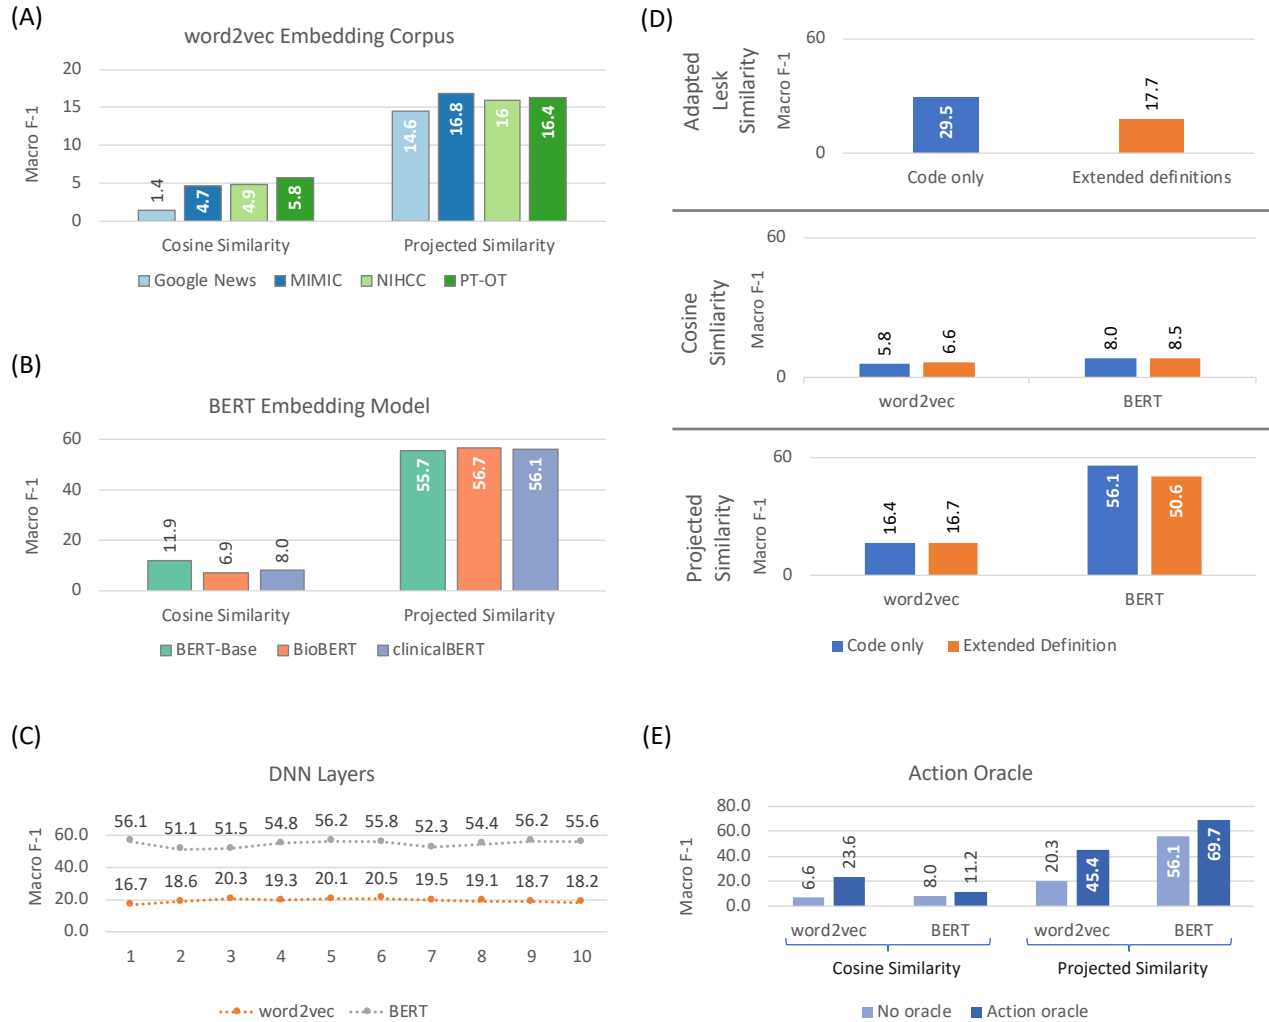 (A)
word2vec Embedding Corpus
Macro F-1
20
15
10
5
0
1.4
4.7
4.9
5.8
14.6
16.8
16
16.4
Cosine Similarity
Projected Similarity
Google News MIMIC NIHCC PT-OT
(B)
BERT Embedding Model
Macro F-1
60
40
20
0
11.9
6.9
8.0
55.7
56.7
56.1
Cosine Similarity
Projected Similarity
BERT-Base BioBERT clinicalBERT
(C)
DNN Layers
Macro F-1
56.1 51.1 51.5 54.8 56.2 55.8 52.3 54.4 56.2 55.6
60.0
40.0
16.7 18.6 20.3 19.3 20.1 20.5 19.5 19.1 18.7 18.2
20.0
0.0
1 2 3 4 5 6 7 8 9 10
word2vec BERT
(D)
Adapted
Lesk
Similarity
Macro F-1
60
0
29.5
17.7
Code only
Extended definitions
Cosine
Simliarity
Macro F-1
60
0
5.8
6.6
8.0
8.5
word2vec
BERT
Projected
Similarity
Macro F-1
60
0
16.4
16.7
56.1
50.6
word2vec
BERT
Code only Extended Definition
(E)
Action Oracle
Macro F-1
80.0
60.0
40.0
20.0
0.0
6.6
23.6
8.0
11.2
20.3
45.4
56.1
69.7
word2vec BERT word2vec BERT
Cosine Similarity Projected Similarity
No oracle Action oracle